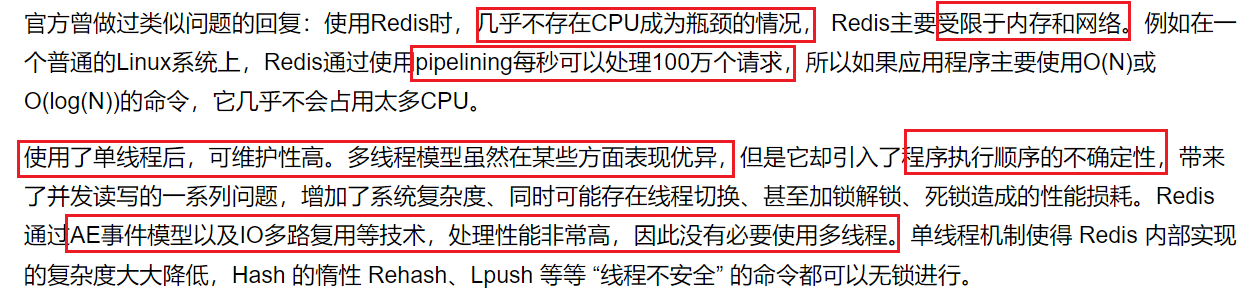 官方曾做过类似问题的回复：使用Redis时，几乎不存在CPU成为瓶颈的情况， Redis主要受限于内存和网络。例如在一
个普通的Linux系统上，Redis通过使用pipelining每秒可以处理100万个请求，所以如果应用程序主要使用O(N)或
O(log(N))的命令，它几乎不会占用太多CPU。
使用了单线程后，可维护性高。多线程模型虽然在某些方面表现优异，但是它却引入了程序执行顺序的不确定性，带来
了并发读写的一系列问题，增加了系统复杂度、同时可能存在线程切换、甚至加锁解锁、死锁造成的性能损耗。Redis
通过AE事件模型以及IO多路复用等技术，处理性能非常高，因此没有必要使用多线程。单线程机制使得 Redis 内部实现
的复杂度大大降低，Hash 的惰性 Rehash、Lpush 等等 “线程不安全” 的命令都可以无锁进行。